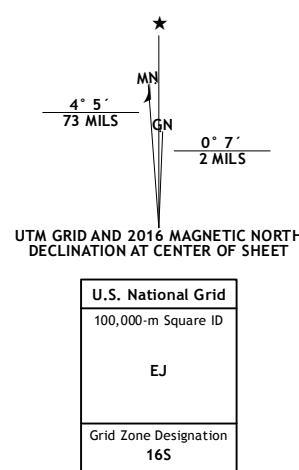 ★
MN
4° 5´
73 MILS
GN
0° 7´
2 MILS
UTM GRID AND 2016 MAGNETIC NORTH
DECLINATION AT CENTER OF SHEET
U.S. National Grid
100,000-m Square ID
EJ
Grid Zone Designation
16S